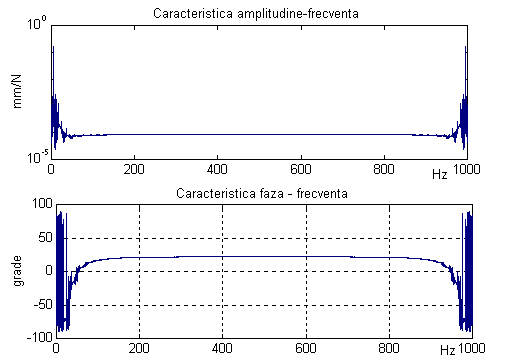 Caracteristica amplitudine-frecventa
10^0
mm/N
10^-5
0 200 400 600 800 1000
Hz
Caracteristica faza - frecventa
100
50
0
-50
-100
grade
0 200 400 600 800 1000
Hz